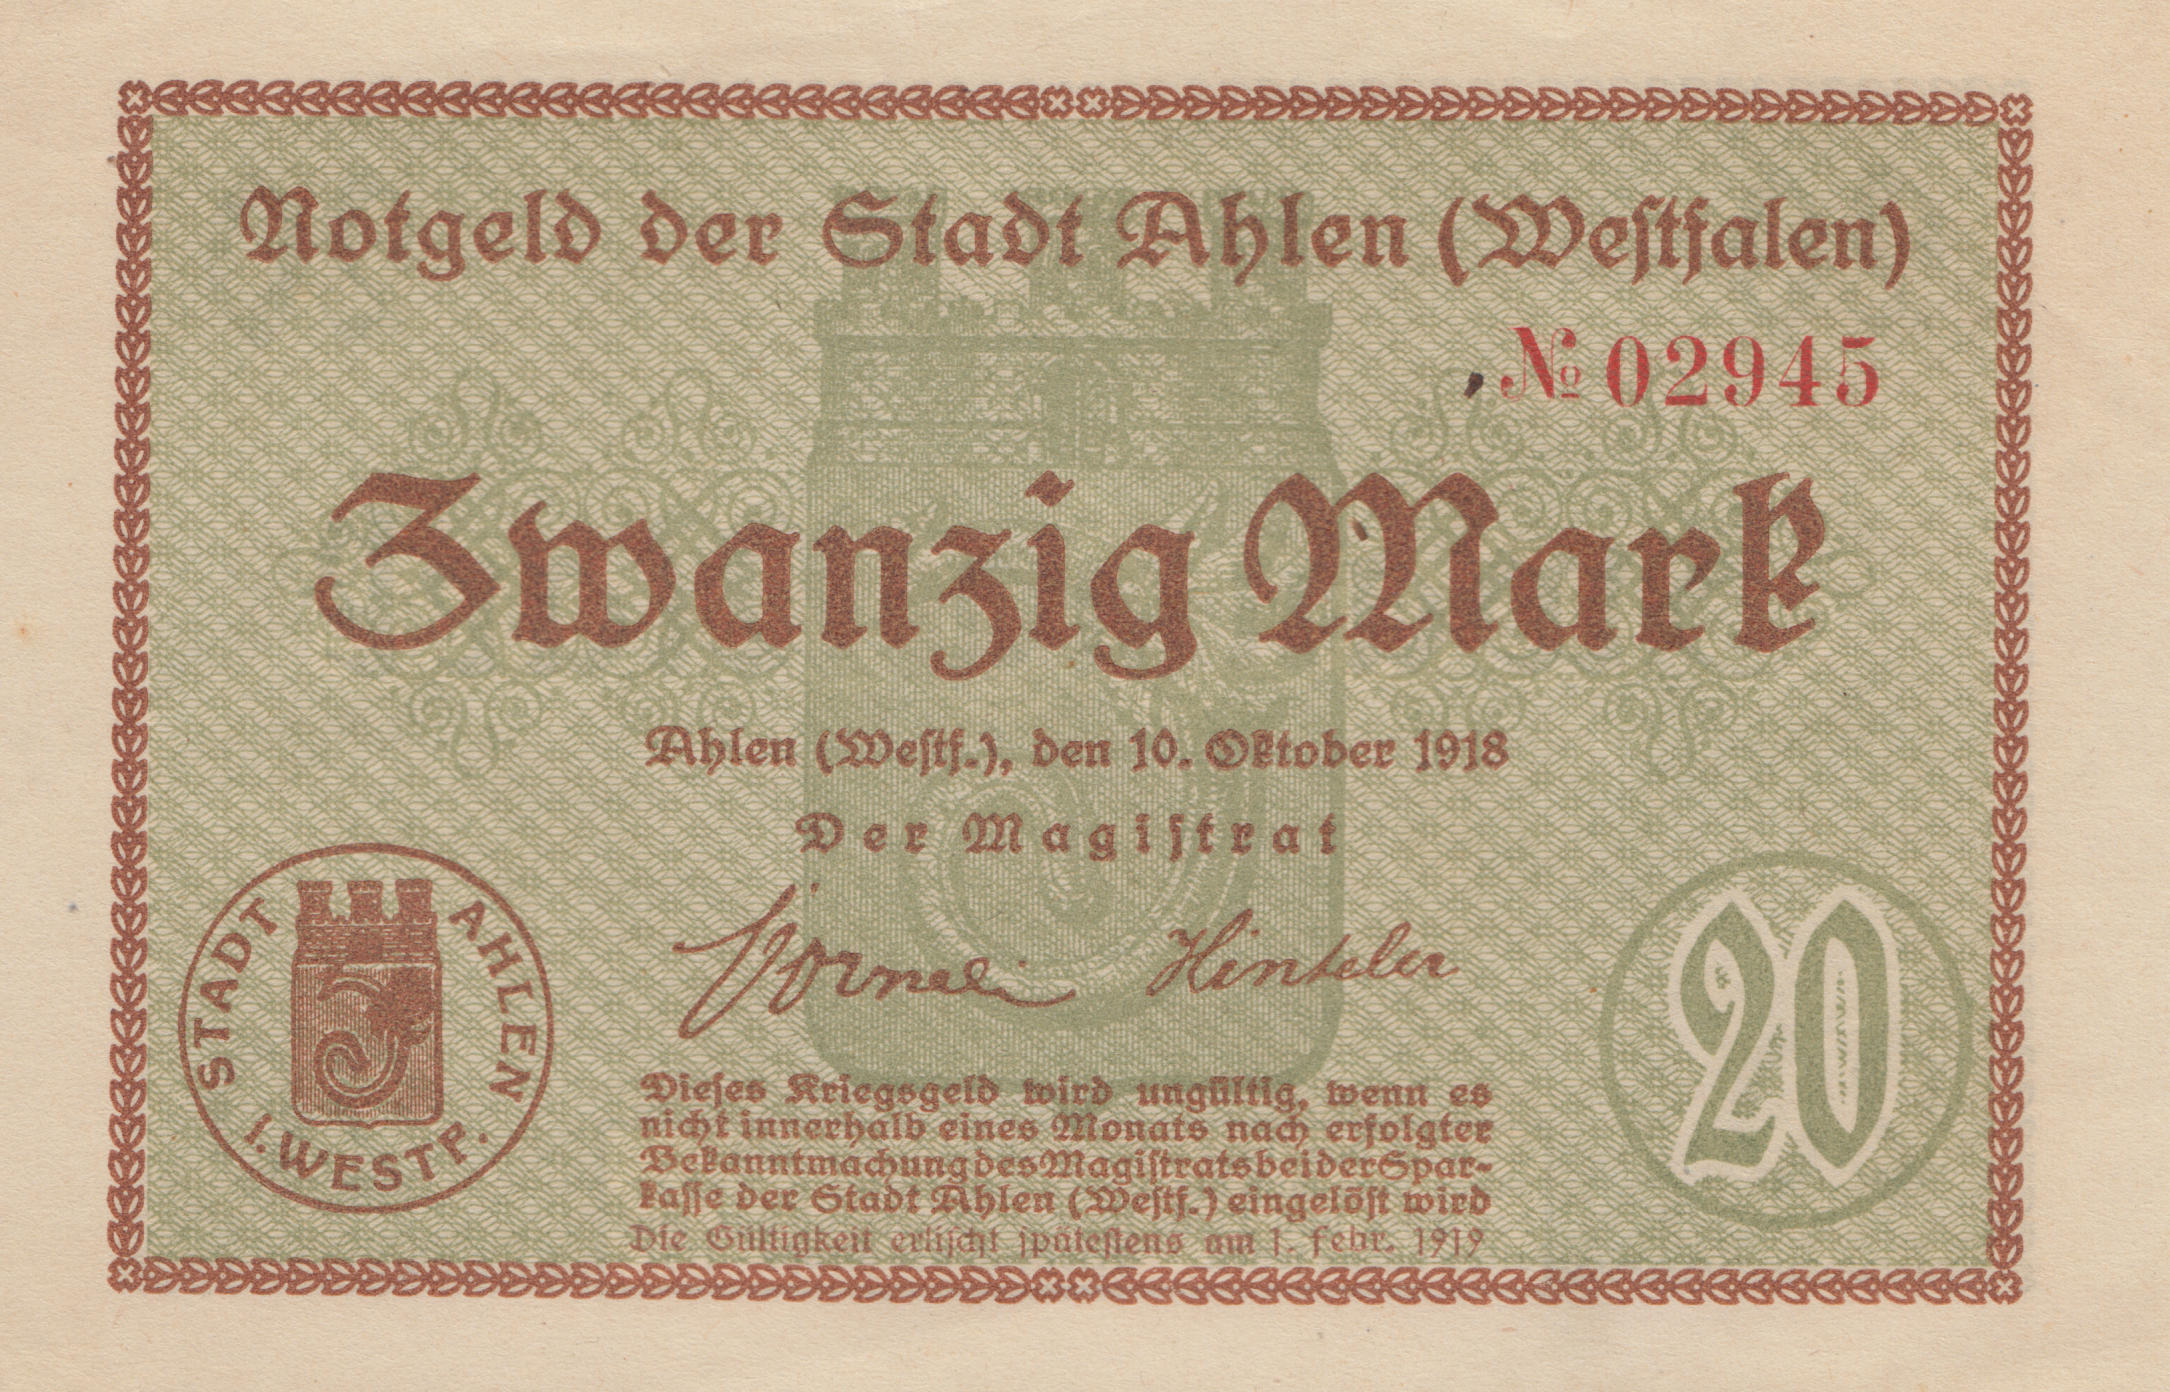 Notgeld der Stadt Ahlen (Westfalen)
№ 02945
Zwanzig Mark
Ahlen (Westf.), den 10. Oktober 1918
Der Magistrat
Hinkeler
STADT AHLEN
I. WESTF.
20
Dieses Kriegsgeld wird ungültig, wenn es
nicht innerhalb eines Monats nach erfolgter
Bekanntmachung des Magistrats bei der Spar-
kasse der Stadt Ahlen (Westf.) eingelöst wird
Die Gültigkeit erlischt spätestens am 1. Febr. 1919